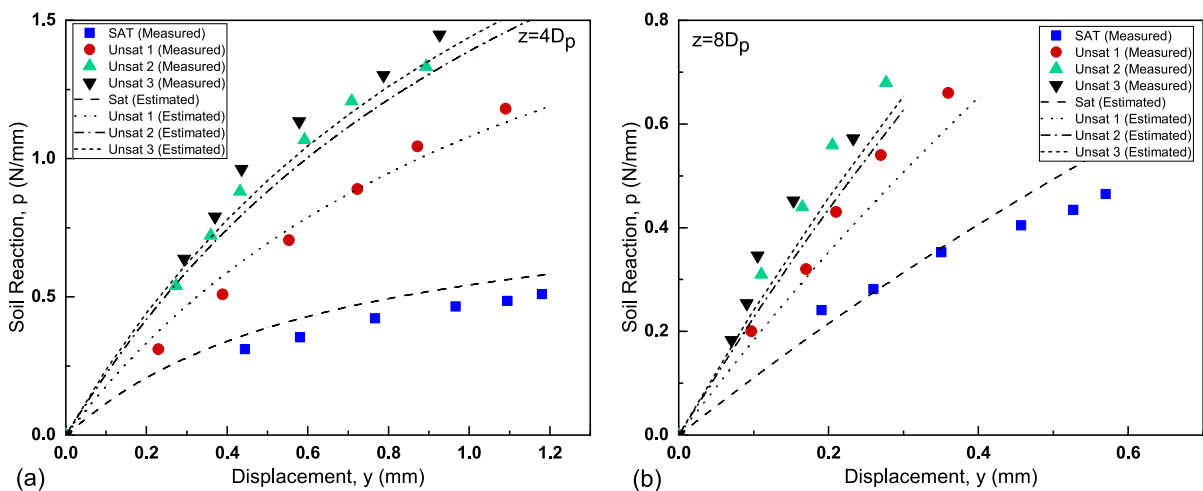 1.5
1.0
0.5
0.0
Soil Reaction, p (N/mm)
SAT (Measured)
Unsat 1 (Measured)
Unsat 2 (Measured)
Unsat 3 (Measured)
Sat (Estimated)
Unsat 1 (Estimated)
Unsat 2 (Estimated)
Unsat 3 (Estimated)
z=4Dp
0.0 0.2 0.4 0.6 0.8 1.0 1.2
(a) Displacement, y (mm)
0.8
0.6
0.4
0.2
0.0
Soil Reaction, p (N/mm)
z=8Dp
SAT (Measured)
Unsat 1 (Measured)
Unsat 2 (Measured)
Unsat 3 (Measured)
Sat (Estimated)
Unsat 1 (Estimated)
Unsat 2 (Estimated)
Unsat 3 (Estimated)
0.0 0.2 0.4 0.6
(b) Displacement, y (mm)